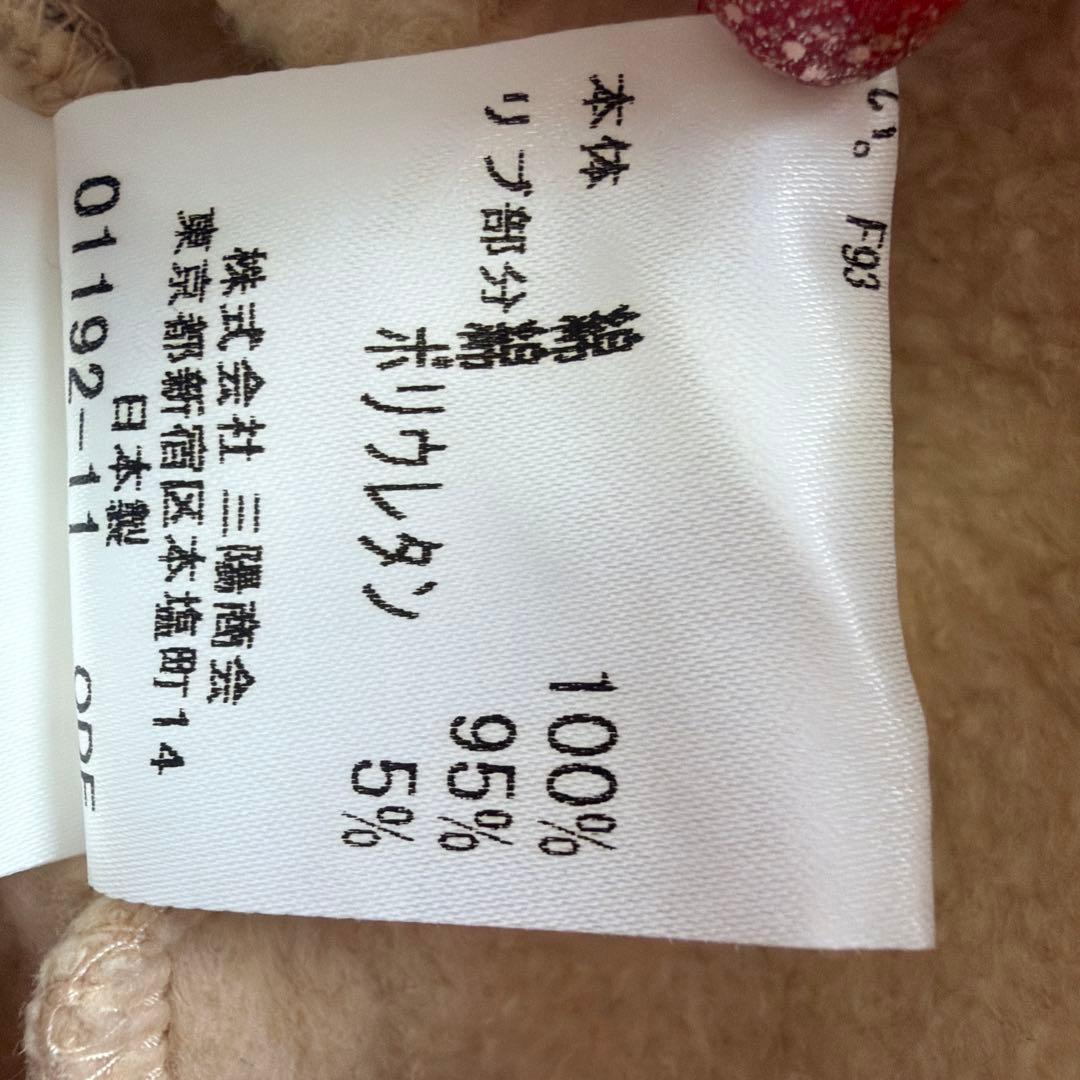 い。 F93
本体 綿 100%
リブ部分綿 95%
ポリウレタン 5%
株式会社 三陽商会
東京都新宿区本塩町14
日本製
01192-11